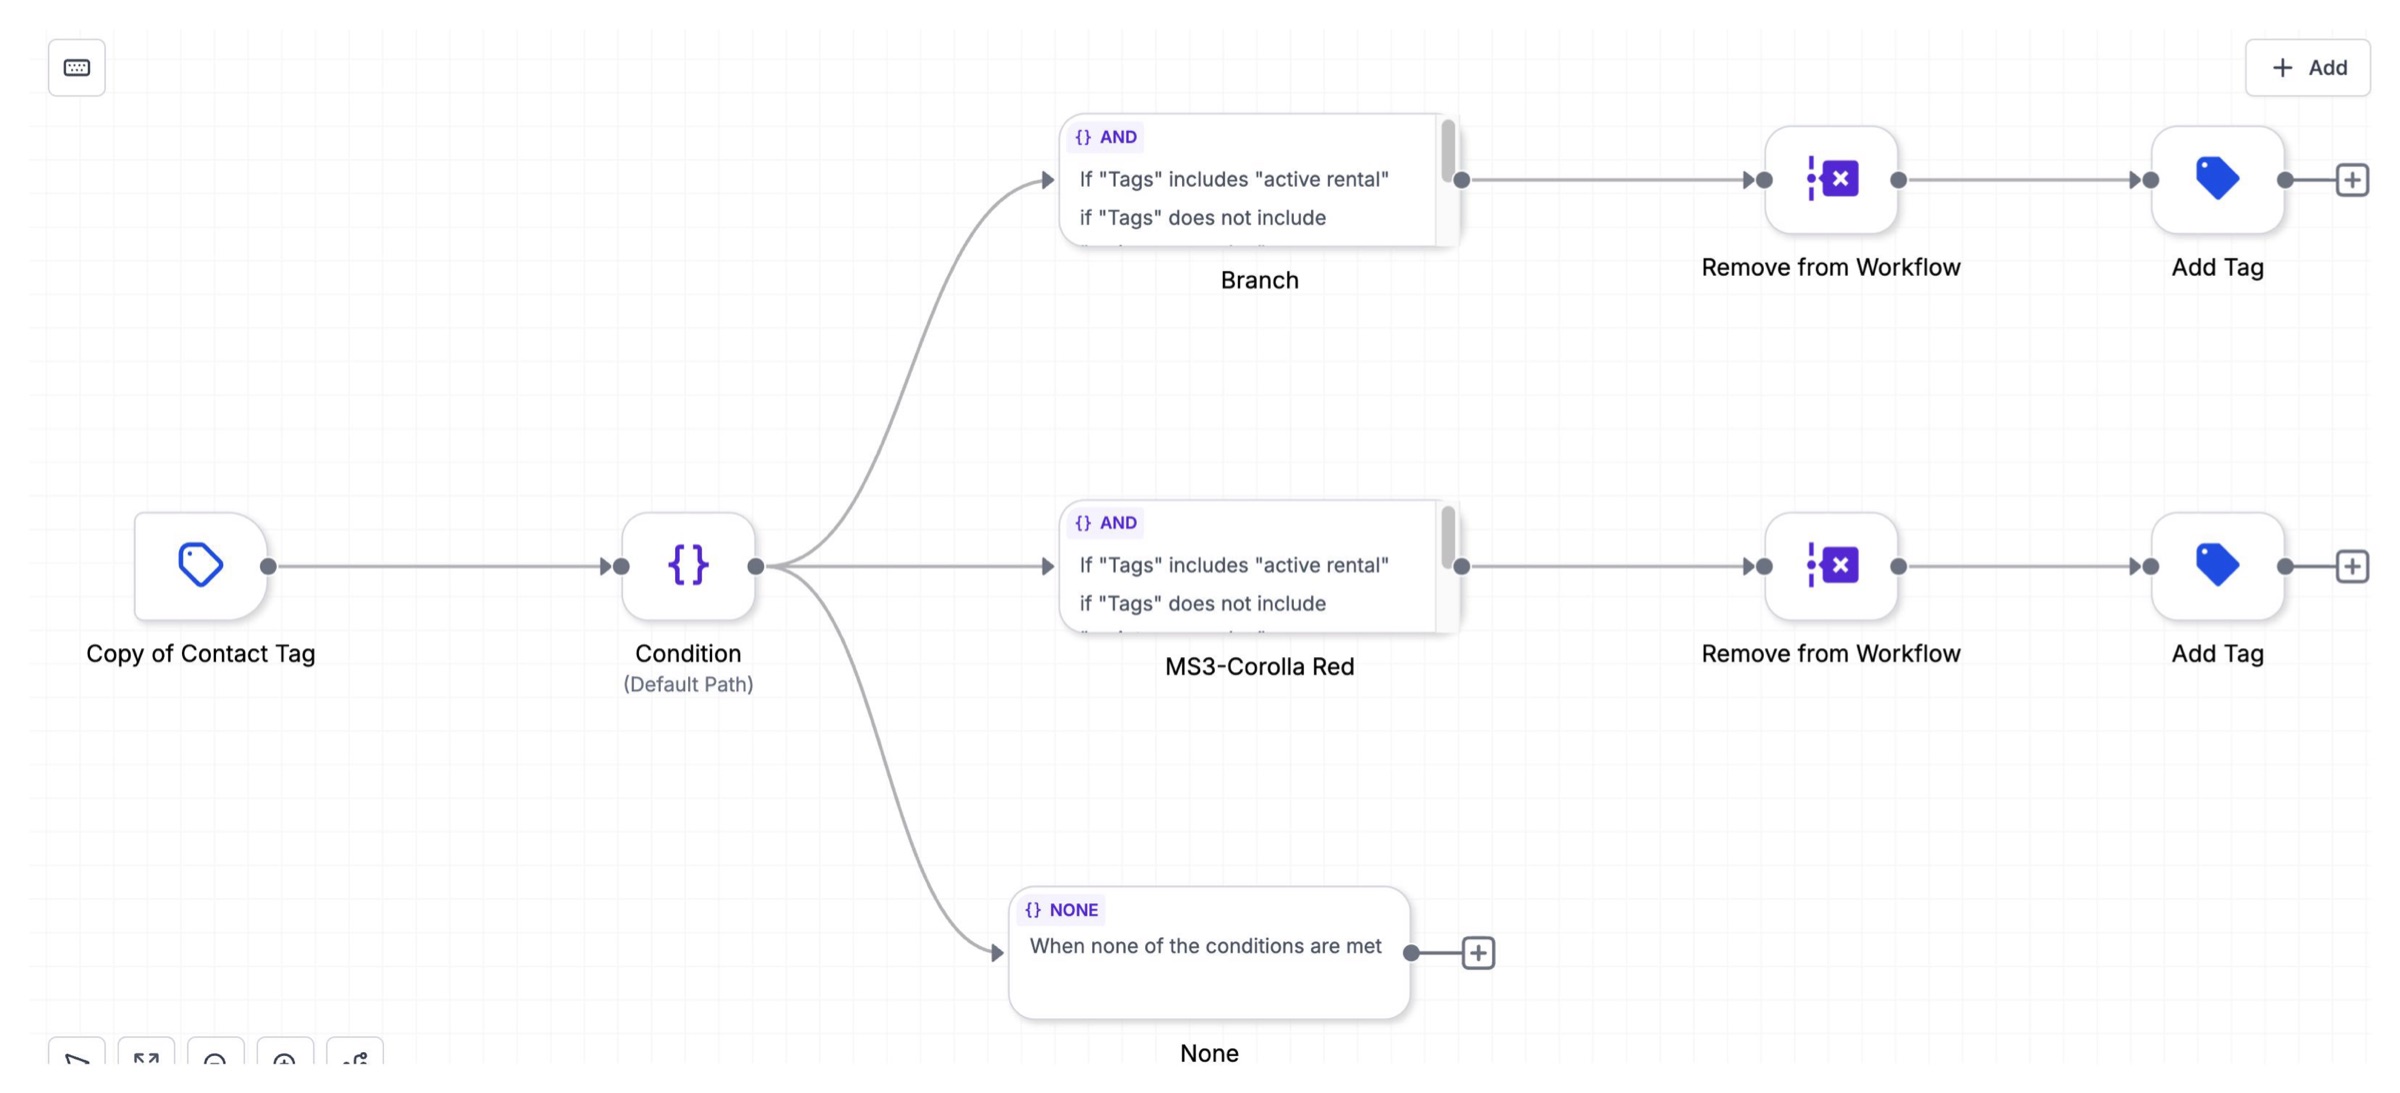 Add
{} AND
If "Tags" includes "active rental"
if "Tags" does not include
Branch
Remove from Workflow
Add Tag
{} AND
If "Tags" includes "active rental"
if "Tags" does not include
Copy of Contact Tag
Condition
(Default Path)
MS3-Corolla Red
Remove from Workflow
Add Tag
{} NONE
When none of the conditions are met
None